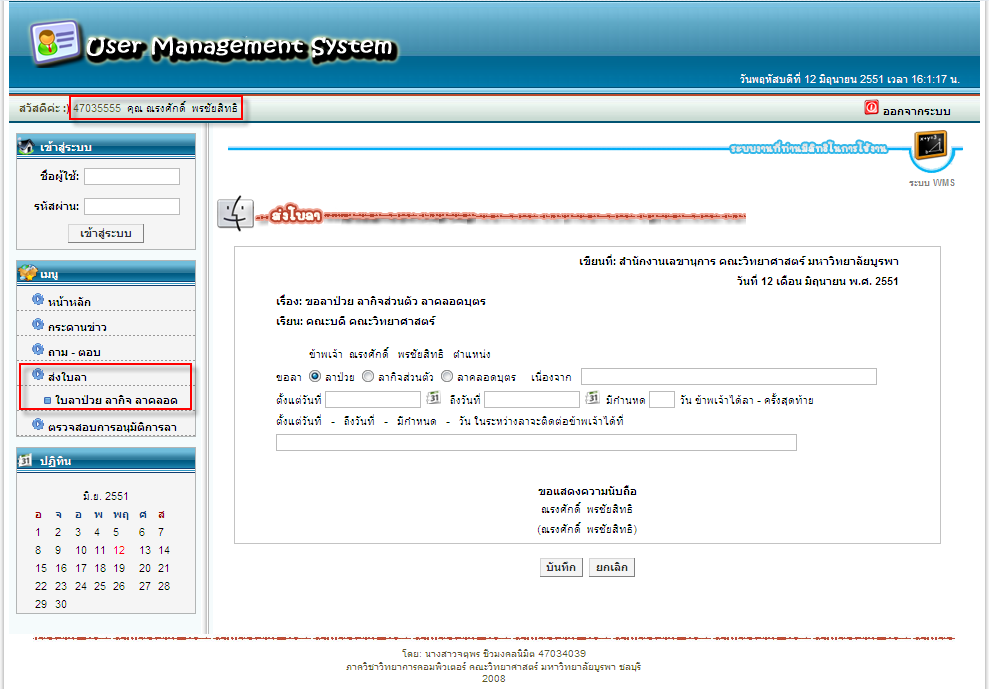 User Management System
วันพฤหัสบดีที่ 12 มิถุนายน 2551 เวลา 16:1:17 น.
สวัสดีค่ะ :) 47035555 คุณ ณรงศักดิ์ พรชัยสิทธิ์
ออกจากระบบ
เข้าสู่ระบบ
ชื่อผู้ใช้:
รหัสผ่าน:
เข้าสู่ระบบ
เมนู
หน้าหลัก
กระดานข่าว
ถาม - ตอบ
ส่งใบลา
ใบลาป่วย ลากิจ ลาคลอด
ตรวจสอบการอนุมัติการลา
ปฏิทิน
มิ.ย. 2551
อ จ อ พ พฤ ศ ส
1 2 3 4 5 6 7
8 9 10 11 12 13 14
15 16 17 18 19 20 21
22 23 24 25 26 27 28
29 30
ระบบงานที่ท่านมีสิทธิ์ในการใช้งาน
ระบบ WMS
ส่งใบลา
เขียนที่: สำนักงานเลขานุการ คณะวิทยาศาสตร์ มหาวิทยาลัยบูรพา
วันที่ 12 เดือน มิถุนายน พ.ศ. 2551
เรื่อง: ขอลาป่วย ลากิจส่วนตัว ลาคลอดบุตร
เรียน: คณะบดี คณะวิทยาศาสตร์
ข้าพเจ้า ณรงศักดิ์ พรชัยสิทธิ์ ตำแหน่ง
ขอลา ลาป่วย ลากิจส่วนตัว ลาคลอดบุตร เนื่องจาก
ตั้งแต่วันที่ 31 ถึงวันที่ 31 มีกำหนด วัน ข้าพเจ้าได้ลา - ครั้งสุดท้าย
ตั้งแต่วันที่ - ถึงวันที่ - มีกำหนด - วัน ในระหว่างลาจะติดต่อข้าพเจ้าได้ที่
ขอแสดงความนับถือ
ณรงศักดิ์ พรชัยสิทธิ์
(ณรงศักดิ์ พรชัยสิทธิ์)
บันทึก ยกเลิก
โดย: นางสาวจตุพร ชิวมงคลนิมิต 47034039
ภาควิชาวิทยาการคอมพิวเตอร์ คณะวิทยาศาสตร์ มหาวิทยาลัยบูรพา ชลบุรี
2008